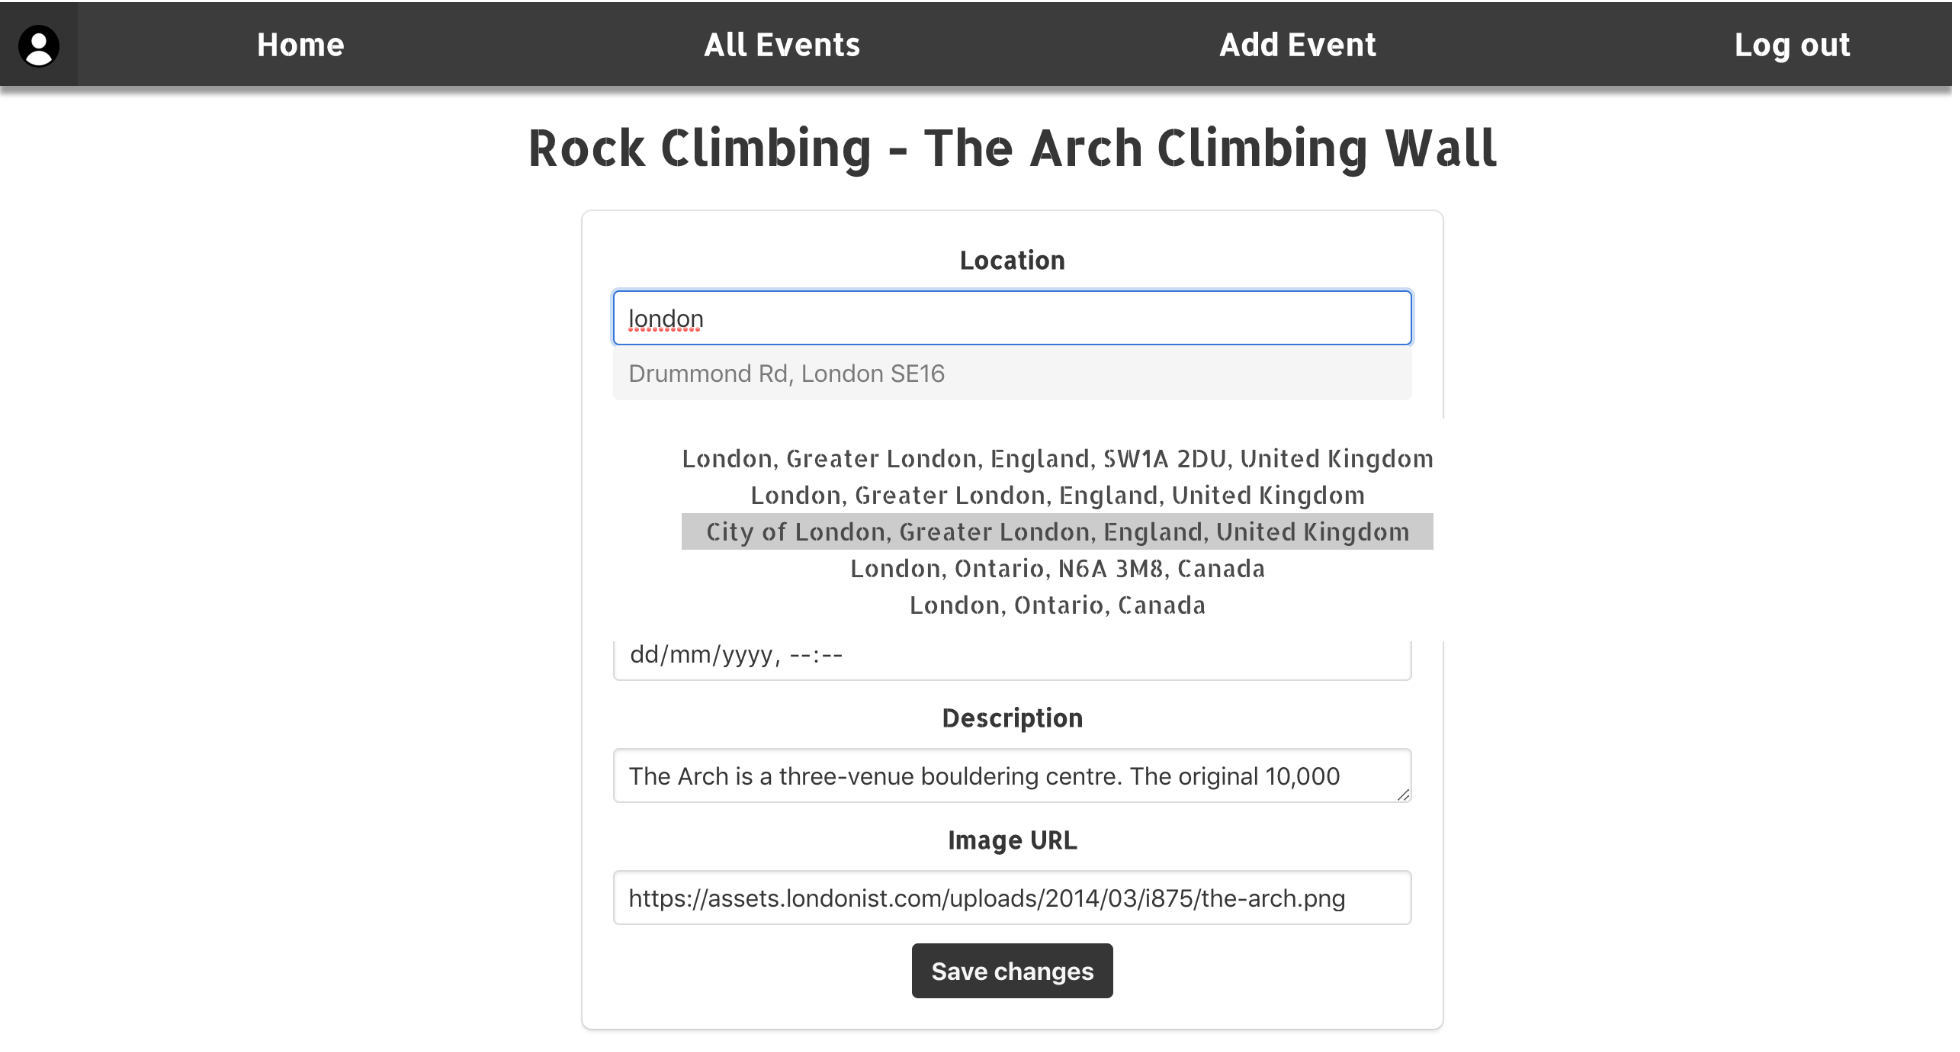 Home
All Events
Add Event
Log out
Rock Climbing - The Arch Climbing Wall
Location
london
Drummond Rd, London SE16
London, Greater London, England, SW1A 2DU, United Kingdom
London, Greater London, England, United Kingdom
City of London, Greater London, England, United Kingdom
London, Ontario, N6A 3M8, Canada
London, Ontario, Canada
dd/mm/yyyy, --:--
Description
The Arch is a three-venue bouldering centre. The original 10,000
Image URL
https://assets.londonist.com/uploads/2014/03/i875/the-arch.png
Save changes